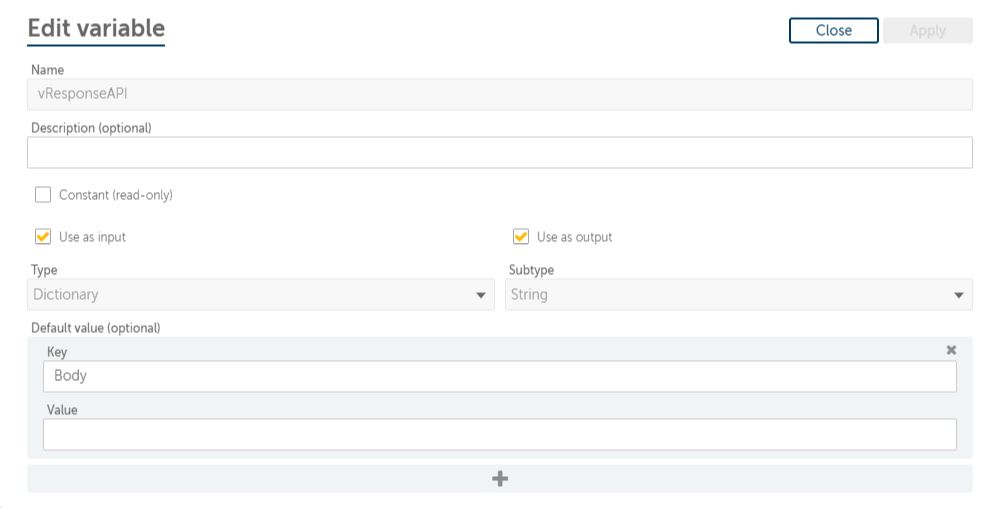 Edit variable
Close
Apply
Name
vResponseAPI
Description (optional)
Constant (read-only)
Use as input
Use as output
Type
Subtype
Dictionary
String
Default value (optional)
Key
Body
Value